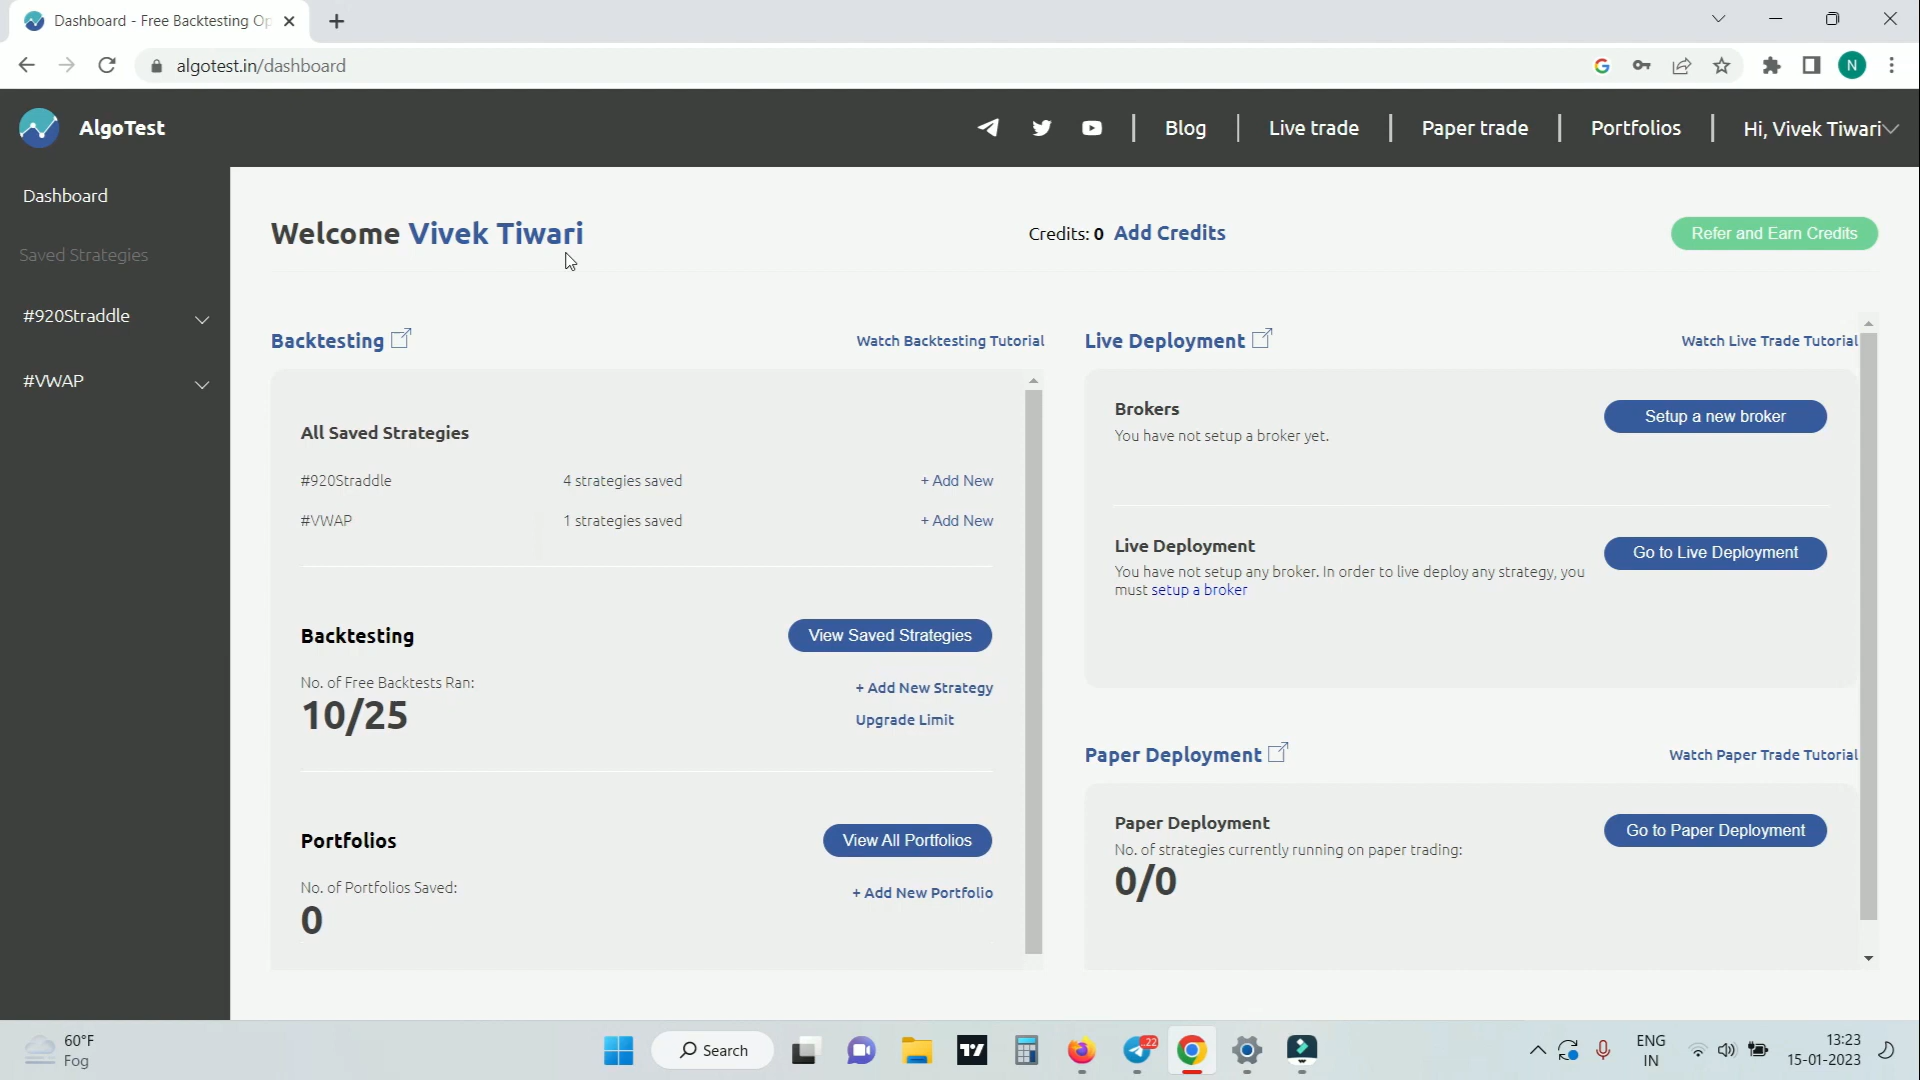 Dashboard - Free Backtesting Op
algotest.in/dashboard
G
N
AlgoTest
Blog
Live trade
Paper trade
Portfolios
Hi, Vivek Tiwari
Dashboard
Saved Strategies
#920Straddle
#VWAP
Welcome Vivek Tiwari
Credits: 0 Add Credits
Refer and Earn Credits
Backtesting
Watch Backtesting Tutorial
All Saved Strategies
#920Straddle 4 strategies saved + Add New
#VWAP 1 strategies saved + Add New
Backtesting
View Saved Strategies
No. of Free Backtests Ran:
10/25
+ Add New Strategy
Upgrade Limit
Portfolios
View All Portfolios
No. of Portfolios Saved:
0
+ Add New Portfolio
Live Deployment
Watch Live Trade Tutorial
Brokers
You have not setup a broker yet.
Setup a new broker
Live Deployment
You have not setup any broker. In order to live deploy any strategy, you
must setup a broker
Go to Live Deployment
Paper Deployment
Watch Paper Trade Tutorial
Paper Deployment
No. of strategies currently running on paper trading:
0/0
Go to Paper Deployment
60°F
Fog
Search
22
ENG
IN
13:23
15-01-2023